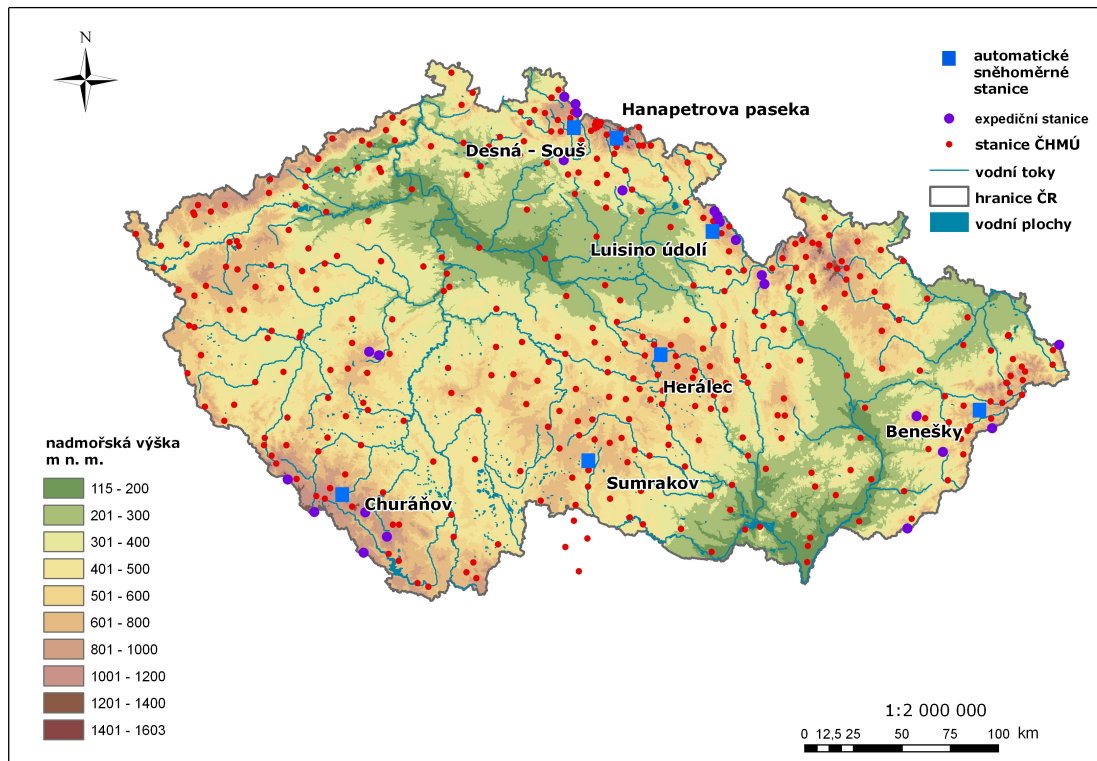 N
automatické
sněhoměrné
stanice
expediční stanice
stanice ČHMÚ
vodní toky
hranice ČR
vodní plochy
Hanapetrova paseka
Desná - Souš
Luisino údolí
Herálec
Benešky
Sumrakov
Churáňov
nadmořská výška
m n. m.
115 - 200
201 - 300
301 - 400
401 - 500
501 - 600
601 - 800
801 - 1000
1001 - 1200
1201 - 1400
1401 - 1603
1:2 000 000
0 12,5 25 50 75 100 km